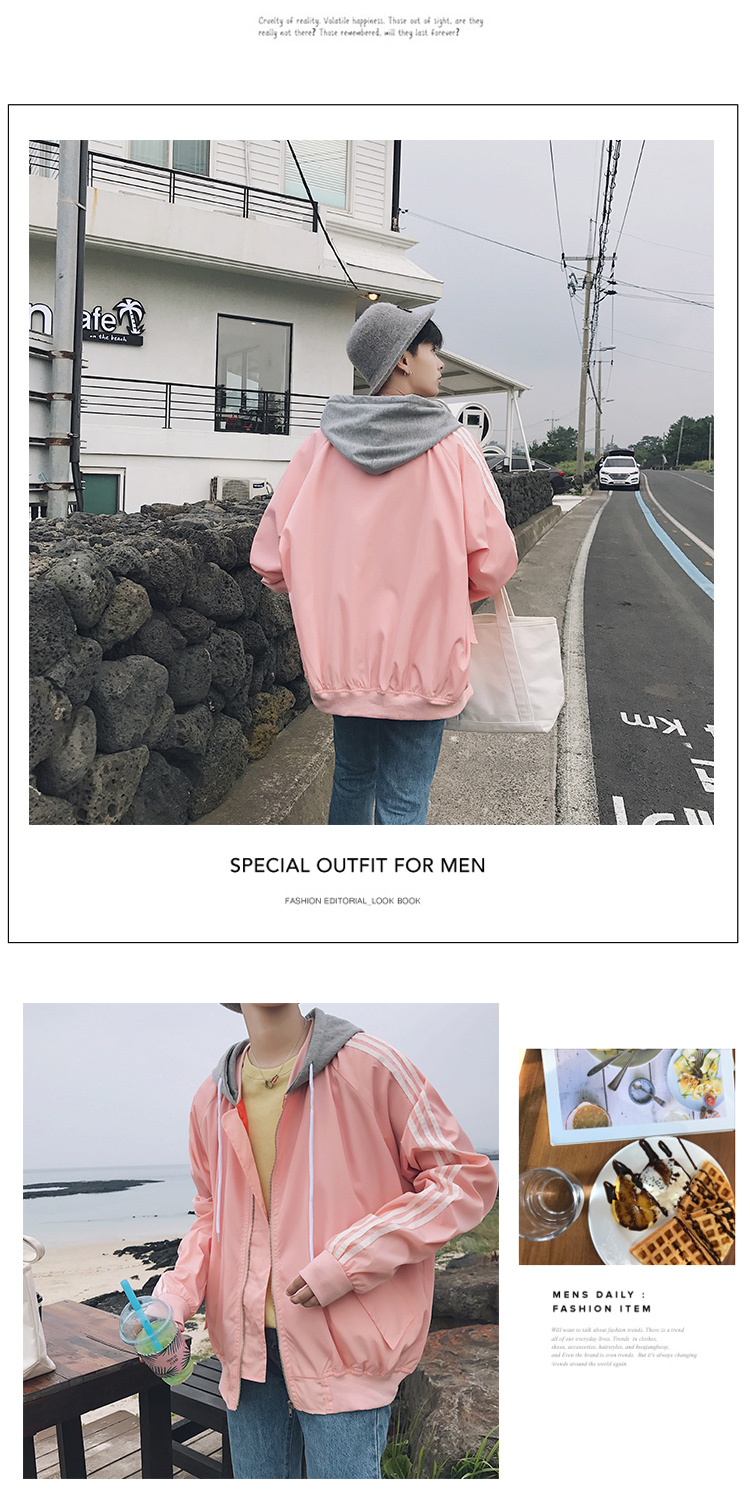 Cruelty of reality. Volatile happiness. Those out of sight, are they
really not there? Those remembered, will they last forever?
n
afe
on the beach
Km
SPECIAL OUTFIT FOR MEN
FASHION EDITORIAL_LOOK BOOK
MENS DAILY :
FASHION ITEM
Will want to talk about fashion trends. There is a trend
all of our everyday lives. Trends in clothes,
shoes, accessories, hairstyles, and
and Even the brand is even trends. But it's always changing
trends around the world again